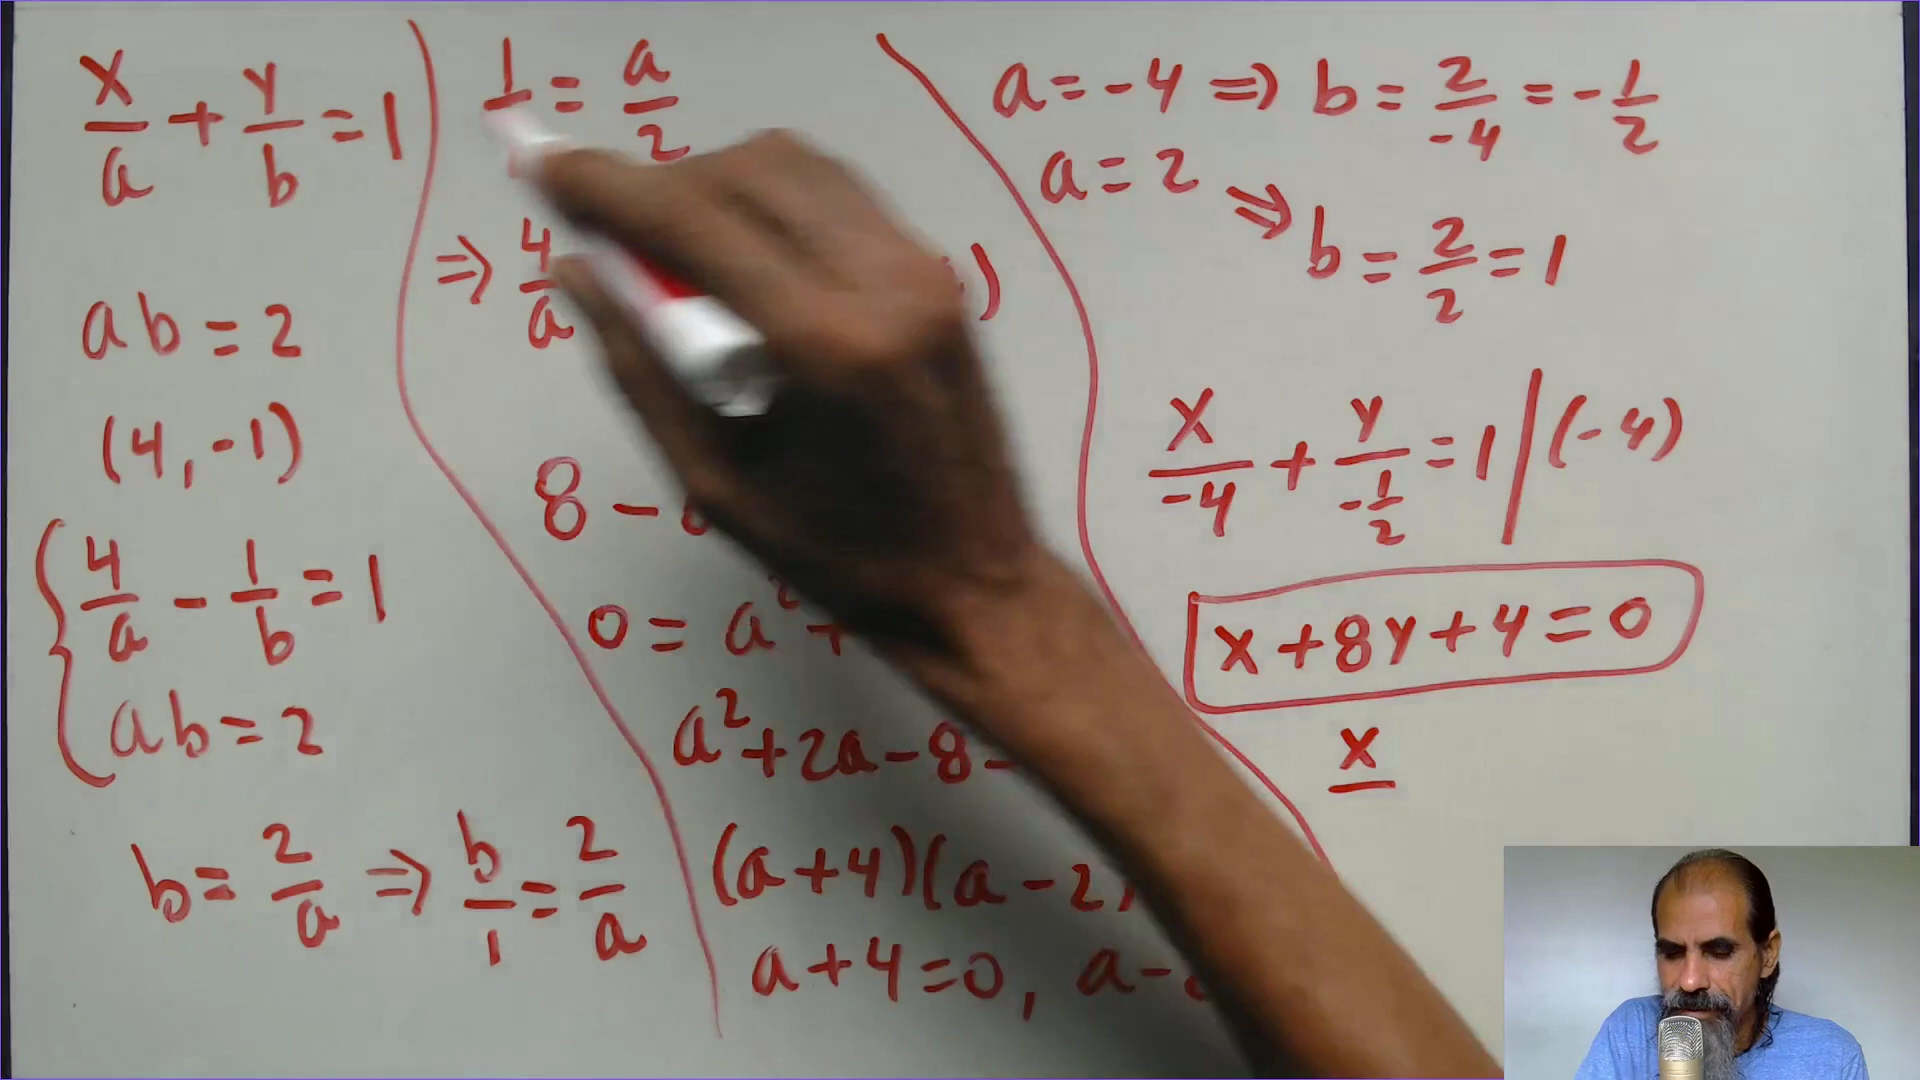 x/a + y/b = 1
ab = 2
(4, -1)
4/a - 1/b = 1
ab = 2
b = 2/a ⇒ b/1 = 2/a
1/ = a/2
⇒ 4/a )
8 -
0 = a² +
a² + 2a - 8 -
(a + 4)(a - 2)
a + 4 = 0, a -
a = -4 ⇒ b = 2/-4 = -1/2
a = 2 ⇒ b = 2/2 = 1
x/-4 + y/-1/2 = 1 / (-4)
x + 8y + 4 = 0
x